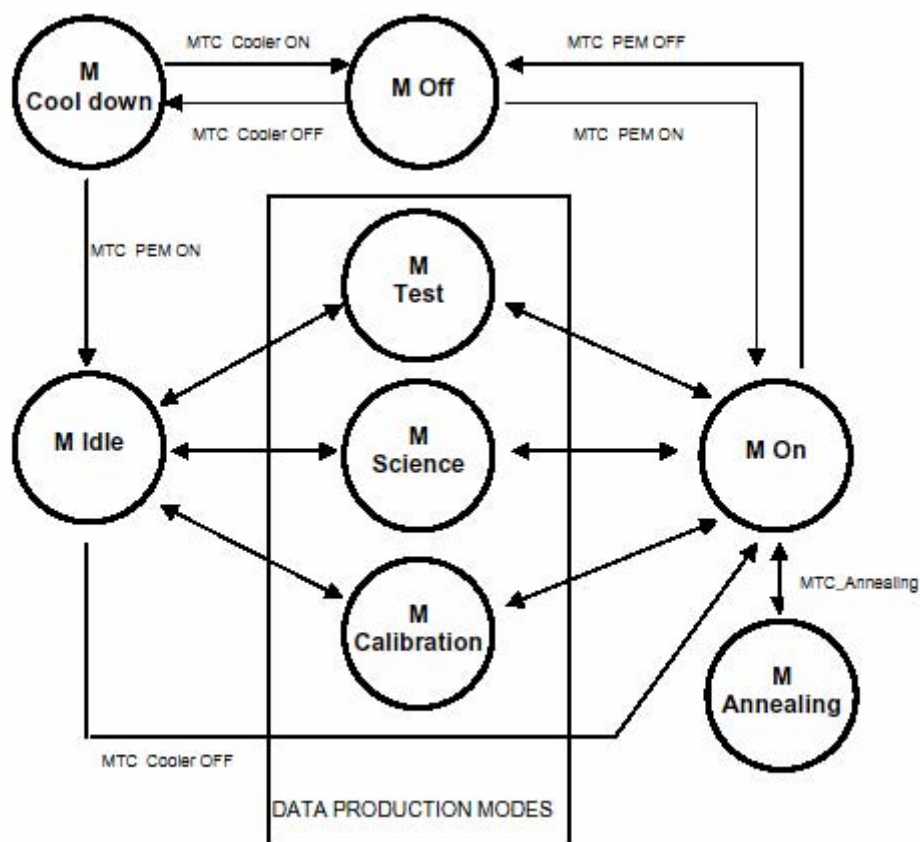 MTC Cooler ON
MTC PEM OFF
M
Cool down
M Off
MTC Cooler OFF
MTC PEM ON
M
Test
MTC PEM ON
M Idle
M
Science
M On
M
Calibration
MTC_Annealing
M
Annealing
MTC Cooler OFF
DATA PRODUCTION MODES